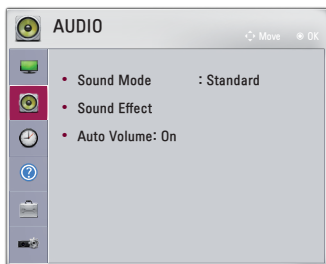 AUDIO
Move OK
• Sound Mode : Standard
• Sound Effect
• Auto Volume: On
?